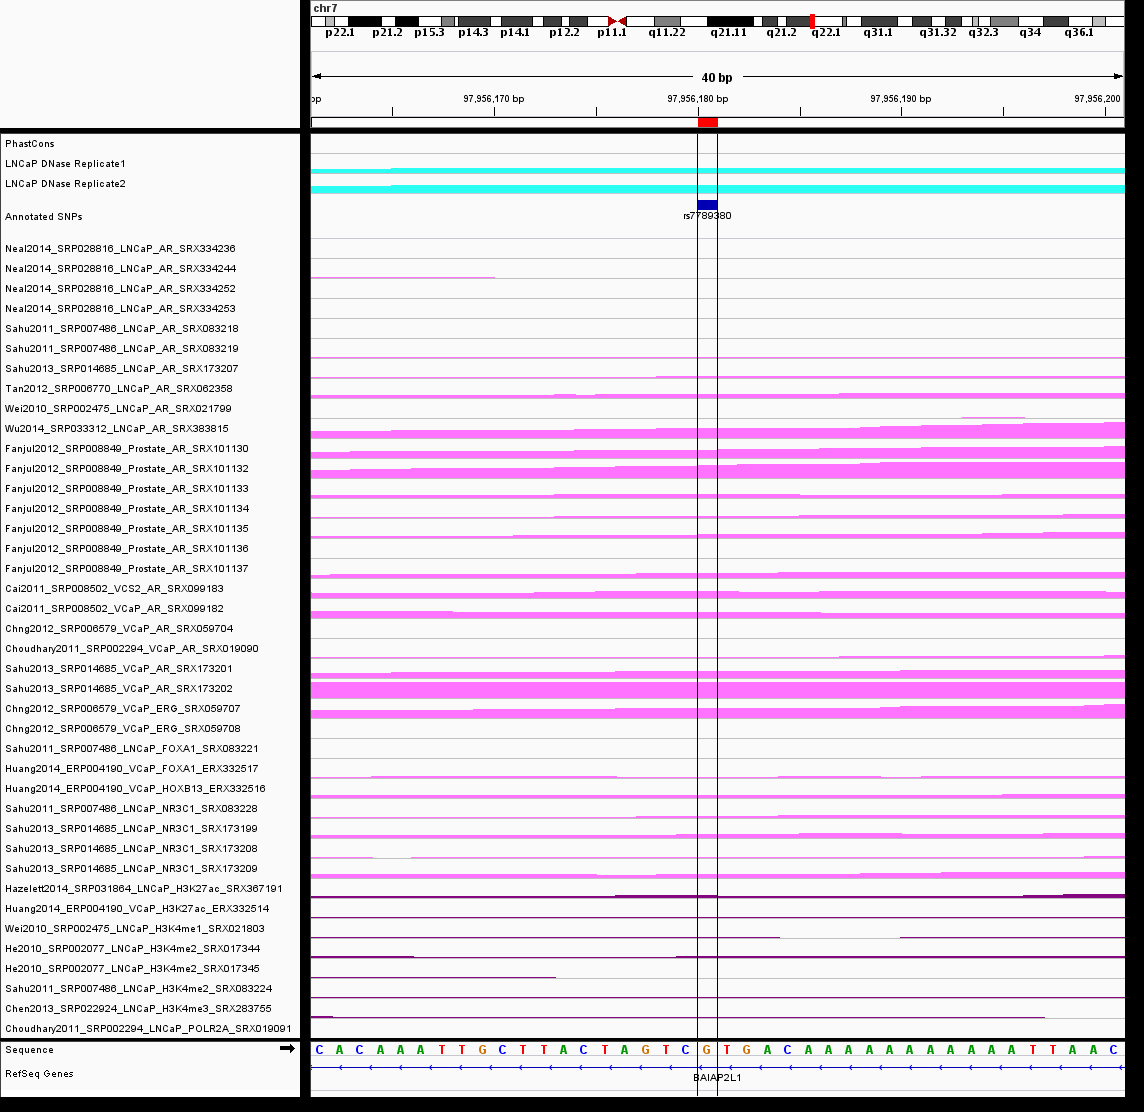 chr7
p22.1 p21.2 p15.3 p14.3 p14.1 p12.2 p11.1 q11.22 q21.11 q21.2 q22.1 q31.1 q31.32 q32.3 q34 q36.1
40 bp
bp 97,956,170 bp 97,956,180 bp 97,956,190 bp 97,956,200
PhastCons
LNCaP DNase Replicate1
LNCaP DNase Replicate2
Annotated SNPs
rs7789380
Neal2014_SRP028816_LNCaP_AR_SRX334236
Neal2014_SRP028816_LNCaP_AR_SRX334244
Neal2014_SRP028816_LNCaP_AR_SRX334252
Neal2014_SRP028816_LNCaP_AR_SRX334253
Sahu2011_SRP007486_LNCaP_AR_SRX083218
Sahu2011_SRP007486_LNCaP_AR_SRX083219
Sahu2013_SRP014685_LNCaP_AR_SRX173207
Tan2012_SRP006770_LNCaP_AR_SRX062358
Wei2010_SRP002475_LNCaP_AR_SRX021799
Wu2014_SRP033312_LNCaP_AR_SRX383815
Fanjul2012_SRP008849_Prostate_AR_SRX101130
Fanjul2012_SRP008849_Prostate_AR_SRX101132
Fanjul2012_SRP008849_Prostate_AR_SRX101133
Fanjul2012_SRP008849_Prostate_AR_SRX101134
Fanjul2012_SRP008849_Prostate_AR_SRX101135
Fanjul2012_SRP008849_Prostate_AR_SRX101136
Fanjul2012_SRP008849_Prostate_AR_SRX101137
Cai2011_SRP008502_VCS2_AR_SRX099183
Cai2011_SRP008502_VCaP_AR_SRX099182
Chng2012_SRP006579_VCaP_AR_SRX059704
Choudhary2011_SRP002294_VCaP_AR_SRX019090
Sahu2013_SRP014685_VCaP_AR_SRX173201
Sahu2013_SRP014685_VCaP_AR_SRX173202
Chng2012_SRP006579_VCaP_ERG_SRX059707
Chng2012_SRP006579_VCaP_ERG_SRX059708
Sahu2011_SRP007486_LNCaP_FOXA1_SRX083221
Huang2014_ERP004190_VCaP_FOXA1_ERX332517
Huang2014_ERP004190_VCaP_HOXB13_ERX332516
Sahu2011_SRP007486_LNCaP_NR3C1_SRX083228
Sahu2013_SRP014685_LNCaP_NR3C1_SRX173199
Sahu2013_SRP014685_LNCaP_NR3C1_SRX173208
Sahu2013_SRP014685_LNCaP_NR3C1_SRX173209
Hazelett2014_SRP031864_LNCaP_H3K27ac_SRX367191
Huang2014_ERP004190_VCaP_H3K27ac_ERX332514
Wei2010_SRP002475_LNCaP_H3K4me1_SRX021803
He2010_SRP002077_LNCaP_H3K4me2_SRX017344
He2010_SRP002077_LNCaP_H3K4me2_SRX017345
Sahu2011_SRP007486_LNCaP_H3K4me2_SRX083224
Chen2013_SRP022924_LNCaP_H3K4me3_SRX283755
Choudhary2011_SRP002294_LNCaP_POLR2A_SRX019091
Sequence C A C A A A T T G C T T A C T A G T C G T G A C A A A A A A A A A A A T T A A C
RefSeq Genes
BAIAP2L1